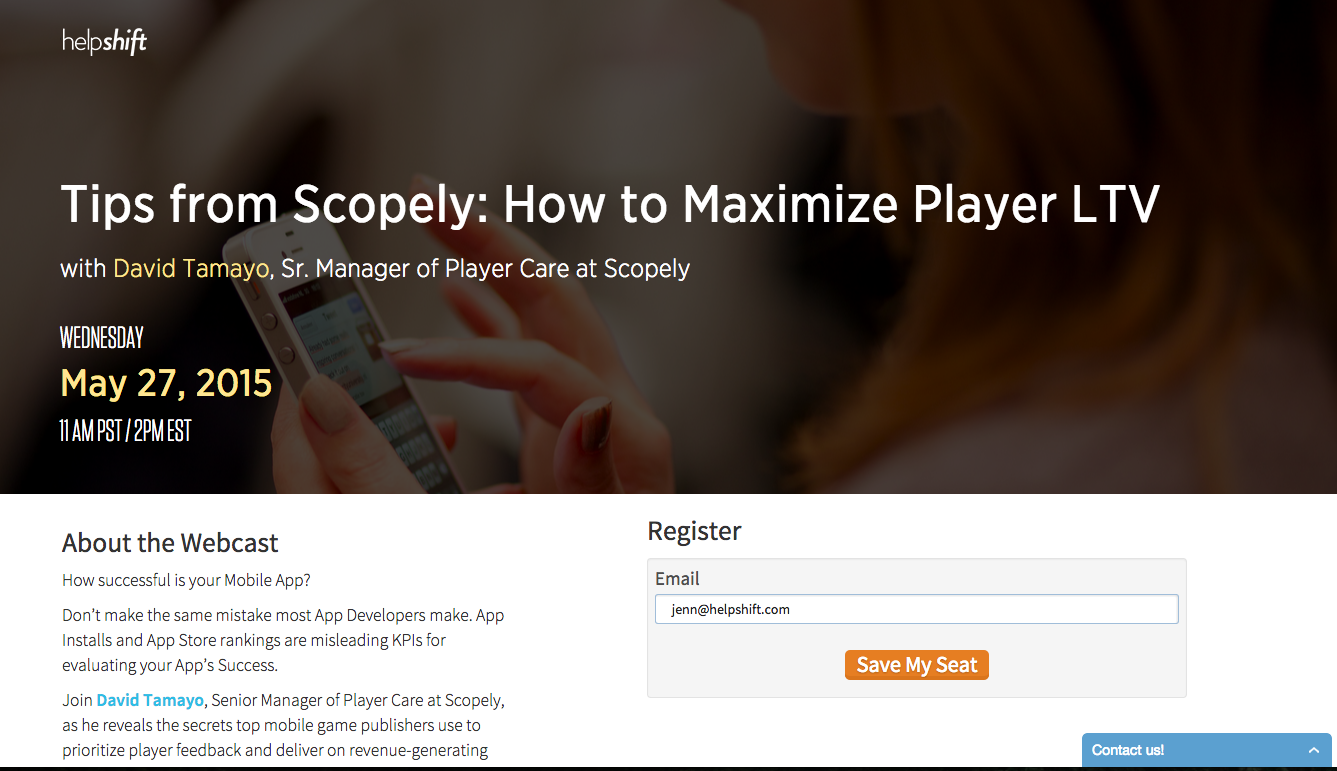 helpshift
Tips from Scopely: How to Maximize Player LTV
with David Tamayo, Sr. Manager of Player Care at Scopely
WEDNESDAY
May 27, 2015
11 AM PST / 2PM EST
About the Webcast
How successful is your Mobile App?
Don’t make the same mistake most App Developers make. App
Installs and App Store rankings are misleading KPIs for
evaluating your App’s Success.
Join David Tamayo, Senior Manager of Player Care at Scopely,
as he reveals the secrets top mobile game publishers use to
prioritize player feedback and deliver on revenue-generating
Register
Email
jenn@helpshift.com
Save My Seat
Contact us!